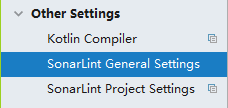 Other Settings
Kotlin Compiler
SonarLint General Settings
SonarLint Project Settings